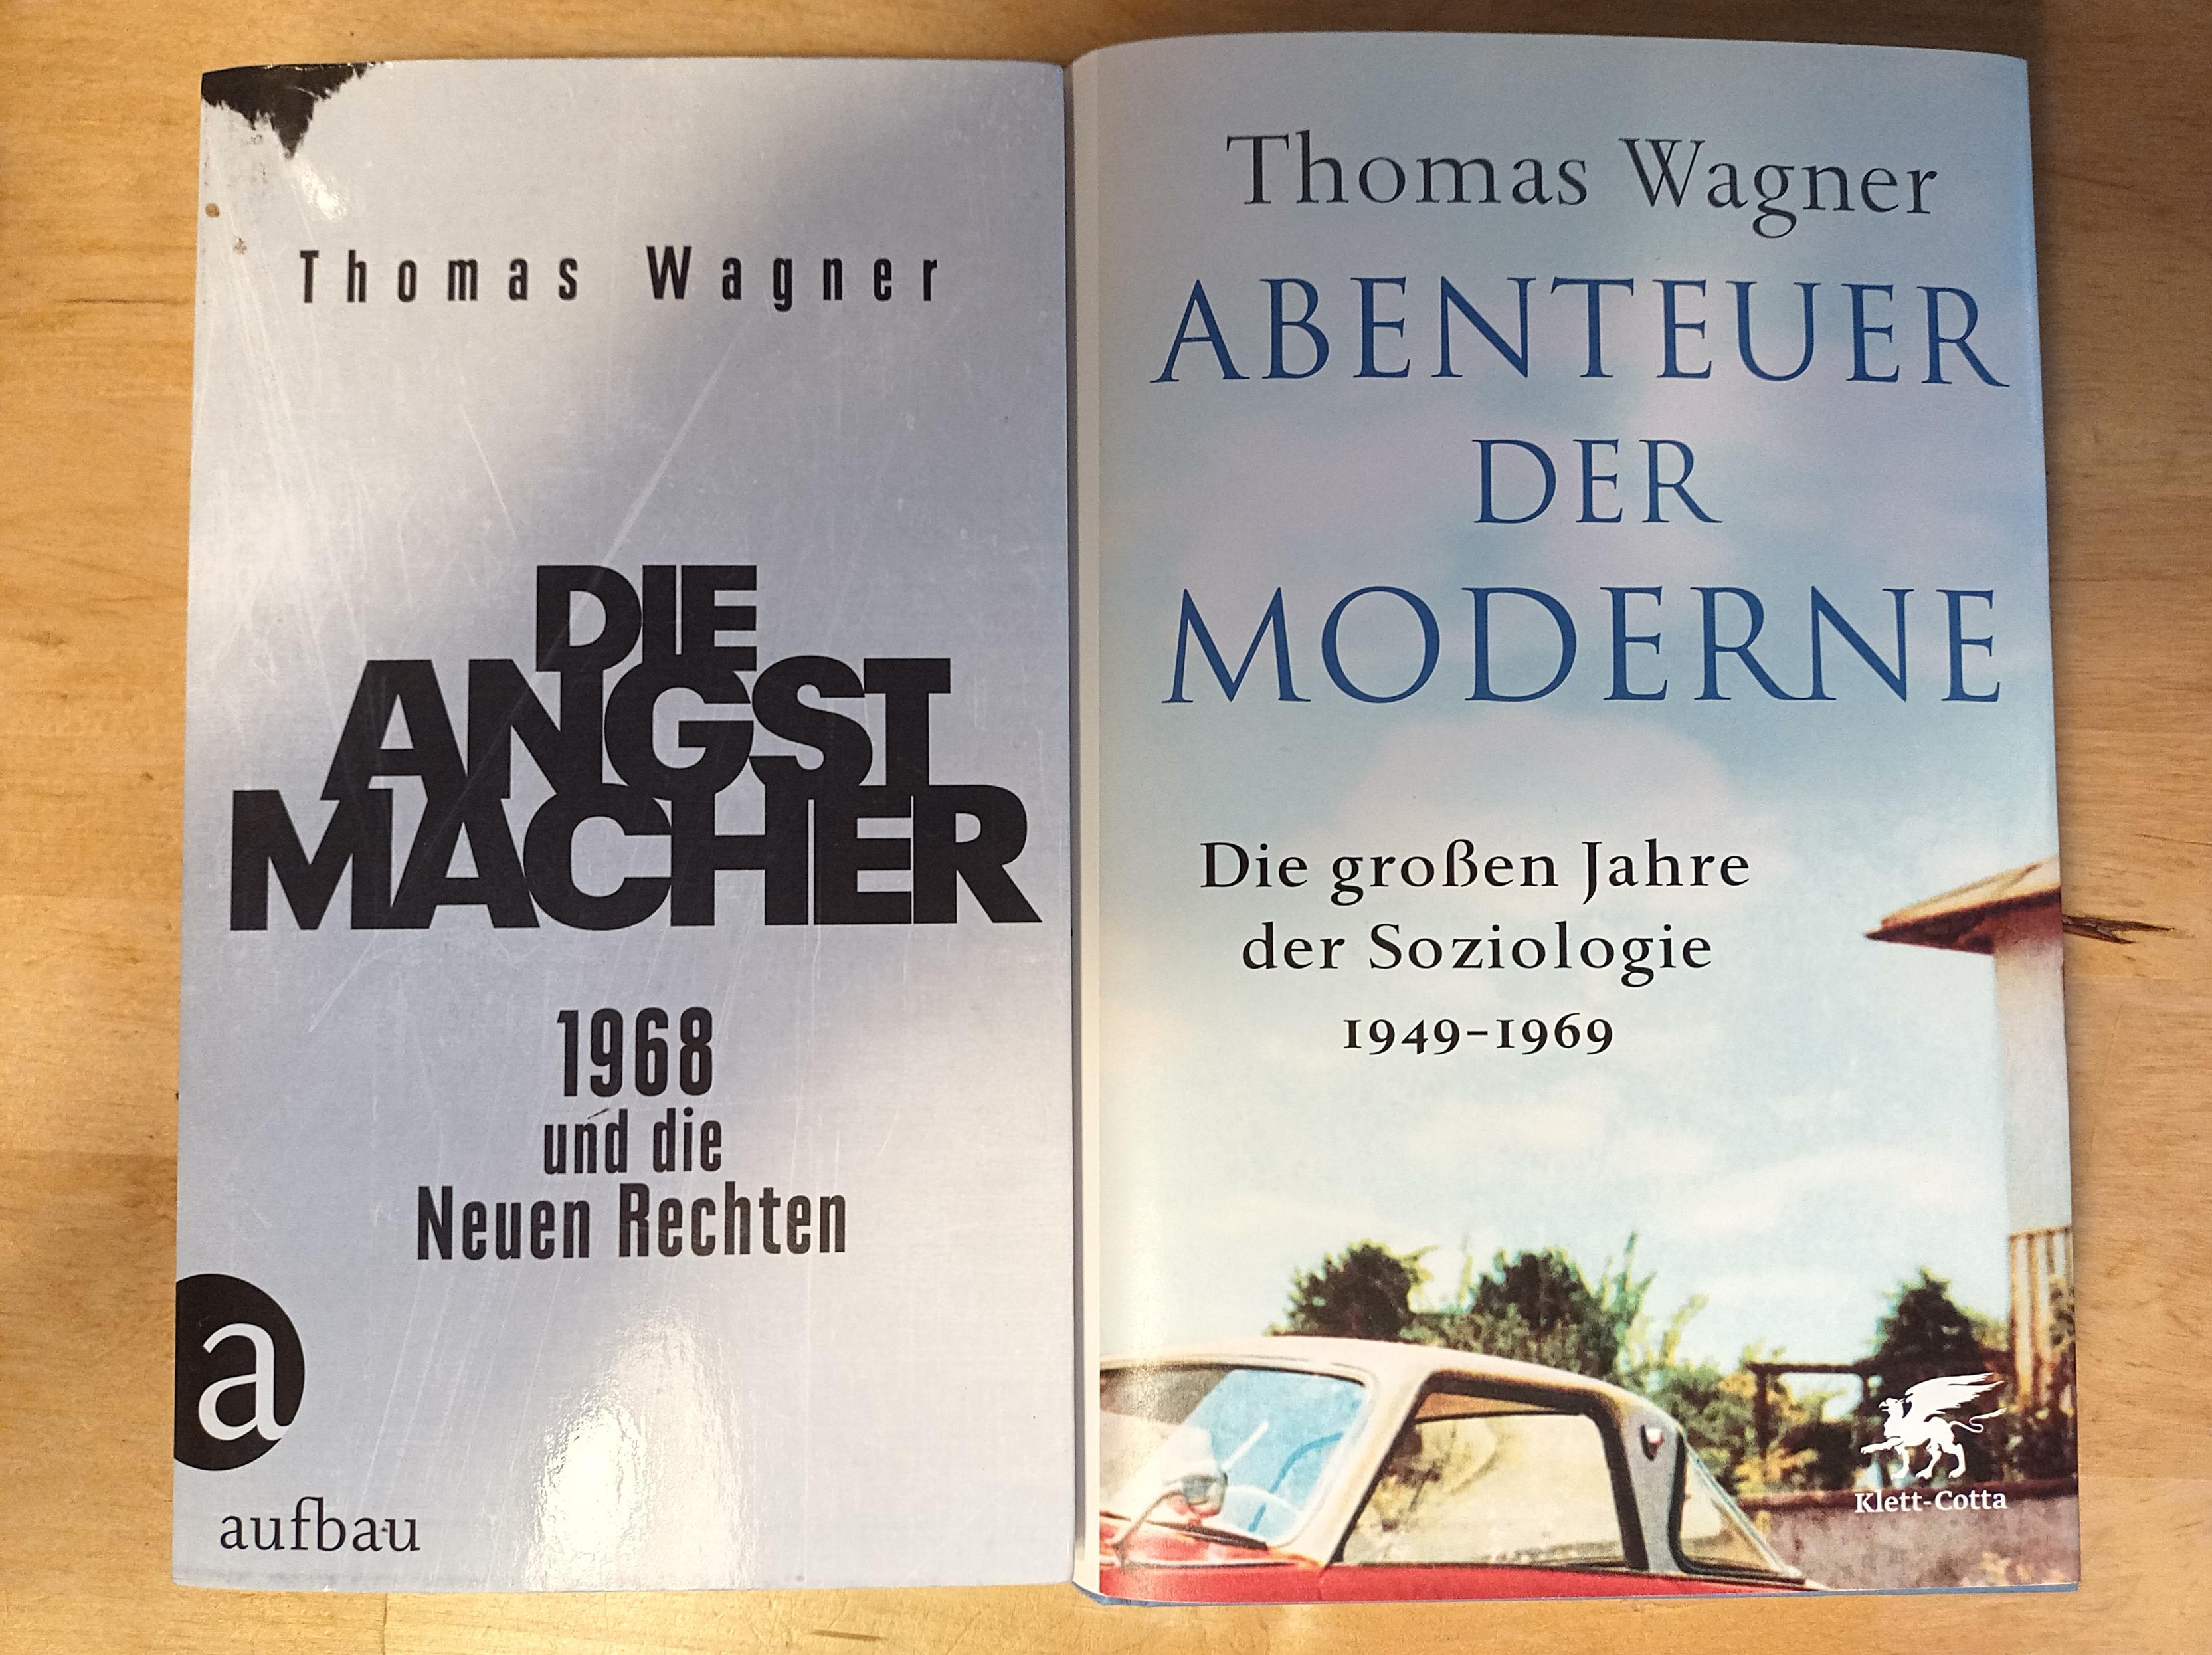 Thomas Wagner
DIE
ANGST
MACHER
1968
und die
Neuen Rechten
a
aufbau
Thomas Wagner
ABENTEUER
DER
MODERNE
Die großen Jahre
der Soziologie
1949–1969
Klett-Cotta